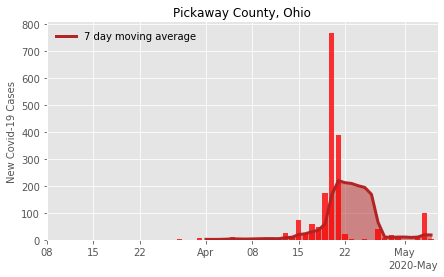 Pickaway County, Ohio
7 day moving average
New Covid-19 Cases
800
700
600
500
400
300
200
100
0
08
15
22
Apr
08
15
22
May
2020-May